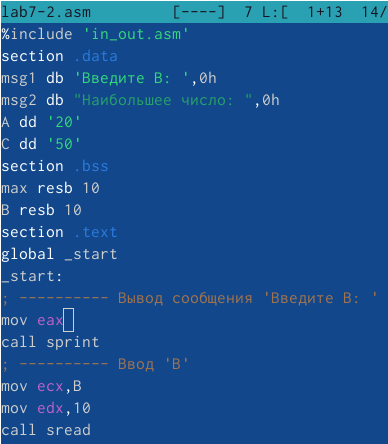 lab7-2.asm [----] 7 L:[ 1+13 14/
%include 'in_out.asm'
section .data
msg1 db 'Введите B: ',0h
msg2 db "Наибольшее число: ",0h
A dd '20'
C dd '50'
section .bss
max resb 10
B resb 10
section .text
global _start
_start:
; ---------- Вывод сообщения 'Введите B: '
mov eax
call sprint
; ---------- Ввод 'B'
mov ecx,B
mov edx,10
call sread